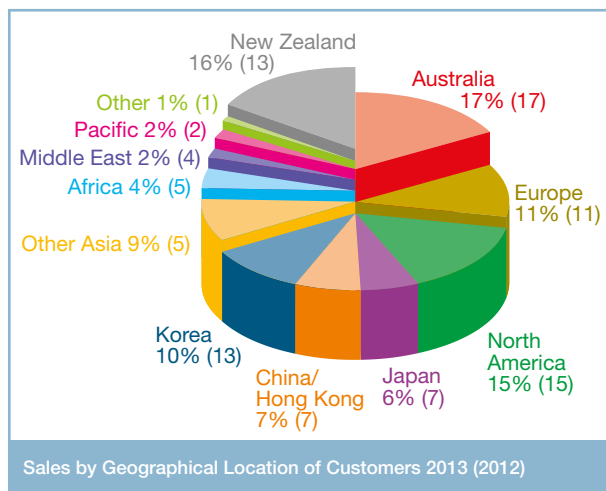 New Zealand
16% (13)
Australia
17% (17)
Other 1% (1)
Pacific 2% (2)
Middle East 2% (4)
Africa 4% (5)
Europe
11% (11)
Other Asia 9% (5)
Korea
10% (13)
China/
Hong Kong
7% (7)
Japan
6% (7)
North
America
15% (15)
Sales by Geographical Location of Customers 2013 (2012)